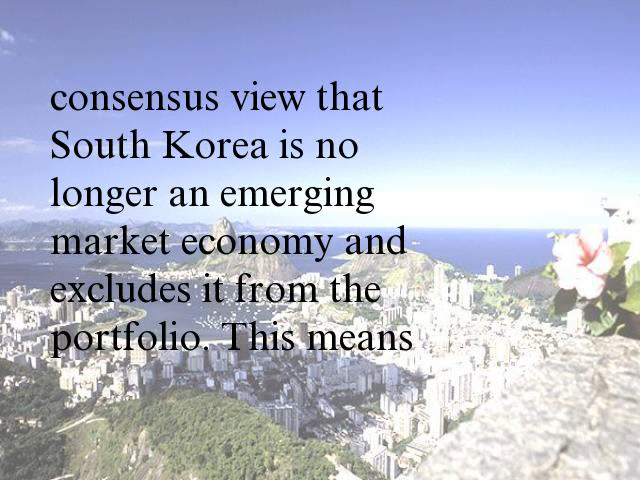 consensus view that
South Korea is no
longer an emerging
market economy and
excludes it from the
portfolio. This means